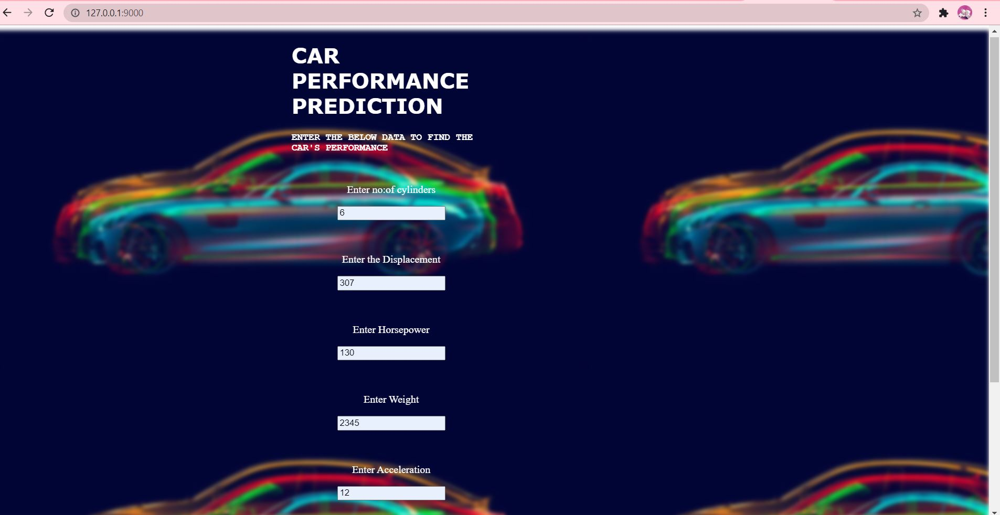 127.0.0.1:9000
CAR
PERFORMANCE
PREDICTION
ENTER THE BELOW DATA TO FIND THE
CAR'S PERFORMANCE
Enter no:of cylinders
6
Enter the Displacement
307
Enter Horsepower
130
Enter Weight
2345
Enter Acceleration
12